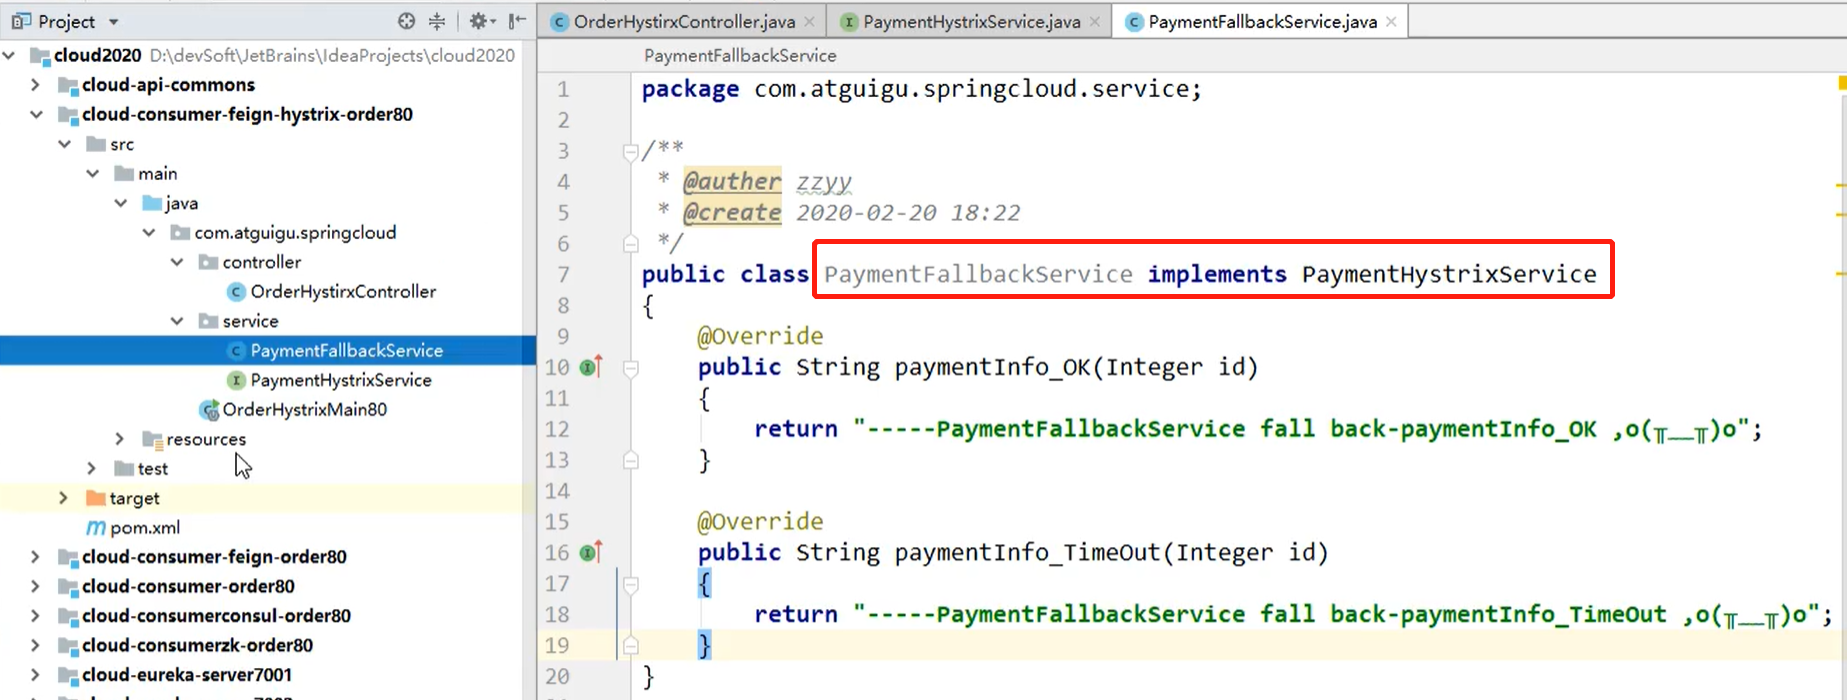 Project
cloud2020 D:\devSoft\JetBrains\IdeaProjects\cloud2020
cloud-api-commons
cloud-consumer-feign-hystrix-order80
src
main
java
com.atguigu.springcloud
controller
OrderHystirxController
service
PaymentFallbackService
PaymentHystrixService
OrderHystrixMain80
resources
test
target
pom.xml
cloud-consumer-feign-order80
cloud-consumer-order80
cloud-consumerconsul-order80
cloud-consumerzk-order80
cloud-eureka-server7001
OrderHystirxController.java
PaymentHystrixService.java
PaymentFallbackService.java
PaymentFallbackService
1 package com.atguigu.springcloud.service;
2
3 /**
4 * @auther zzyy
5 * @create 2020-02-20 18:22
6 */
7 public class PaymentFallbackService implements PaymentHystrixService
8 {
9 @Override
10 public String paymentInfo_OK(Integer id)
11 {
12 return "-----PaymentFallbackService fall back-paymentInfo_OK ,o(╥﹏╥)o";
13 }
14
15 @Override
16 public String paymentInfo_TimeOut(Integer id)
17 {
18 return "-----PaymentFallbackService fall back-paymentInfo_TimeOut ,o(╥﹏╥)o";
19 }
20 }